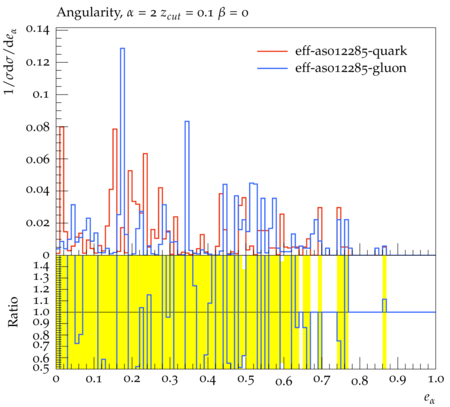 Angularity, α = 2 z_cut = 0.1 β = 0
1/σdσ/de_α
0.14
0.12
0.1
0.08
0.06
0.04
0.02
0
eff-as012285-quark
eff-as012285-gluon
Ratio
1.4
1.3
1.2
1.1
1.0
0.9
0.8
0.7
0.6
0.5
0 0.1 0.2 0.3 0.4 0.5 0.6 0.7 0.8 0.9 1.0
e_α